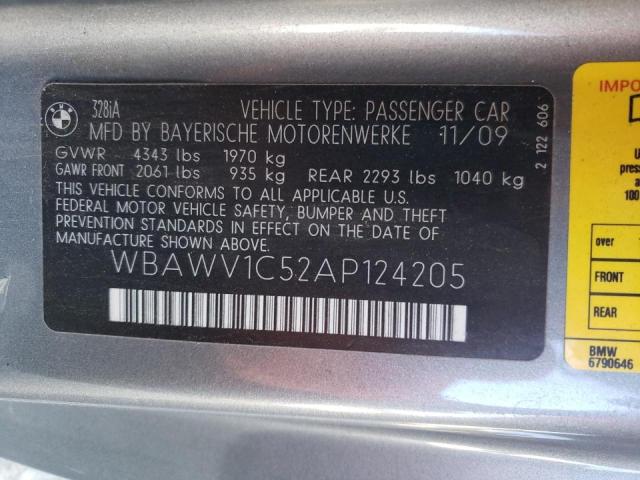 BMW
328iA VEHICLE TYPE: PASSENGER CAR
MFD BY BAYERISCHE MOTORENWERKE 11/09
GVWR 4343 lbs 1970 kg
GAWR FRONT 2061 lbs 935 kg REAR 2293 lbs 1040 kg
THIS VEHICLE CONFORMS TO ALL APPLICABLE U.S.
FEDERAL MOTOR VEHICLE SAFETY, BUMPER AND THEFT
PREVENTION STANDARDS IN EFFECT ON THE DATE OF
MANUFACTURE SHOWN ABOVE.
WBAWV1C52AP124205
2 122 606
IMPO
U
press
a
100
over
FRONT
REAR
BMW
6790646